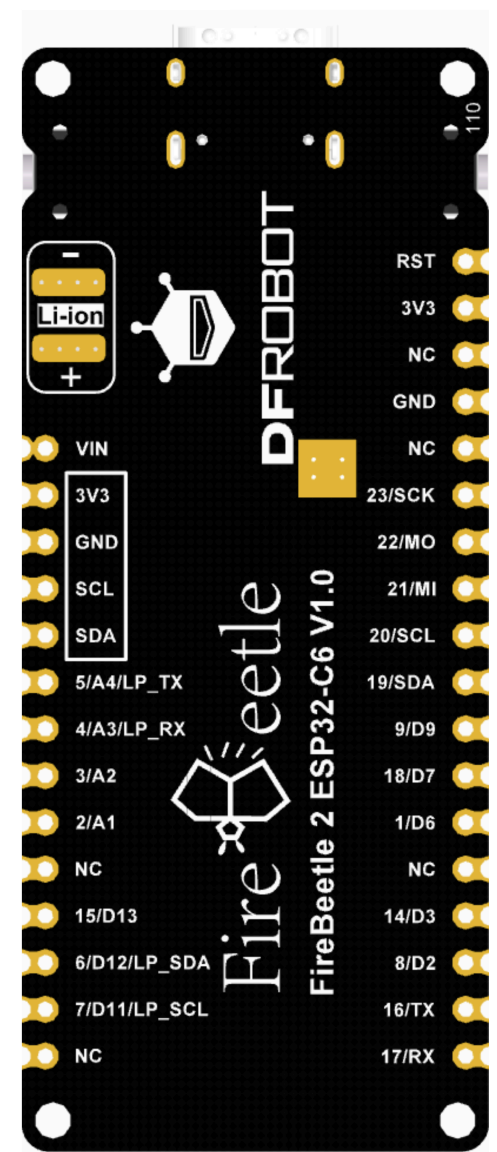 110
-
Li-ion
+
DFROBOT
VIN
3V3
GND
SCL
SDA
5/A4/LP_TX
4/A3/LP_RX
3/A2
2/A1
NC
15/D13
6/D12/LP_SDA
7/D11/LP_SCL
NC
Fire Beetle
FireBeetle 2 ESP32-C6 V1.0
RST
3V3
NC
GND
NC
23/SCK
22/MO
21/MI
20/SCL
19/SDA
9/D9
18/D7
1/D6
NC
14/D3
8/D2
16/TX
17/RX